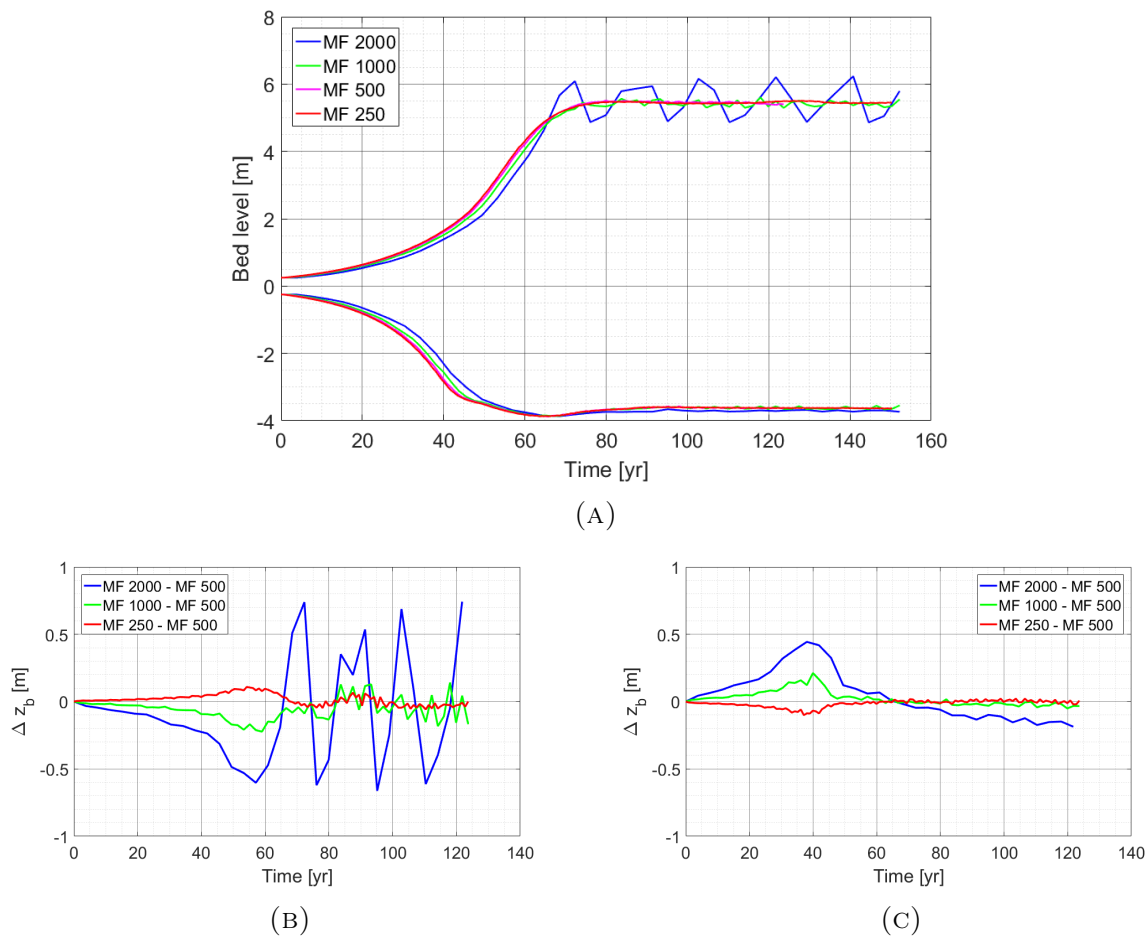 8
6
4
2
0
-2
-4
Bed level [m]
MF 2000
MF 1000
MF 500
MF 250
0 20 40 60 80 100 120 140 160
Time [yr]
(A)
1
0.5
0
-0.5
-1
Δ z_b [m]
MF 2000 - MF 500
MF 1000 - MF 500
MF 250 - MF 500
0 20 40 60 80 100 120 140
Time [yr]
(B)
1
0.5
0
-0.5
-1
Δ z_b [m]
MF 2000 - MF 500
MF 1000 - MF 500
MF 250 - MF 500
0 20 40 60 80 100 120 140
Time [yr]
(C)